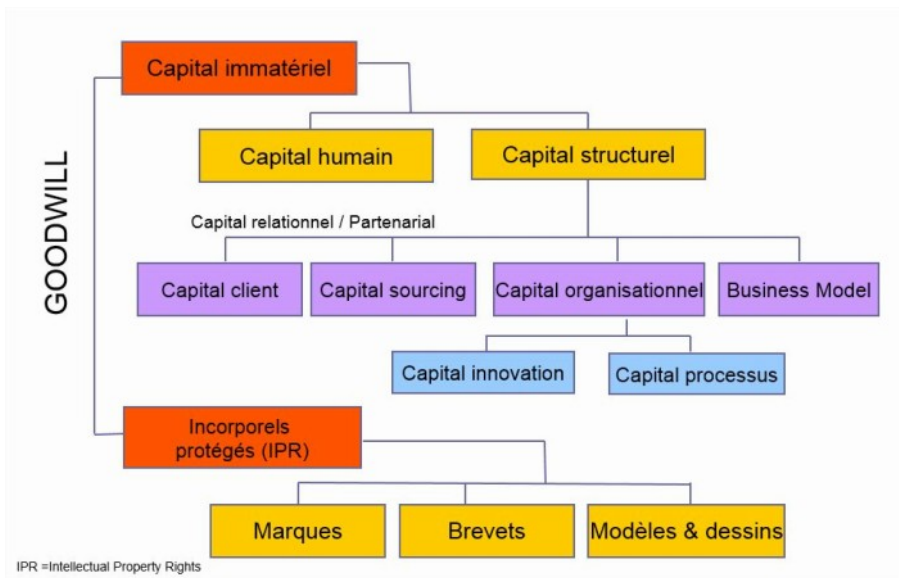 Capital immatériel
GOODWILL
Capital humain
Capital structurel
Capital relationnel / Partenarial
Capital client
Capital sourcing
Capital organisationnel
Business Model
Capital innovation
Capital processus
Incorporels
protégés (IPR)
Marques
Brevets
Modèles & dessins
IPR =Intellectual Property Rights